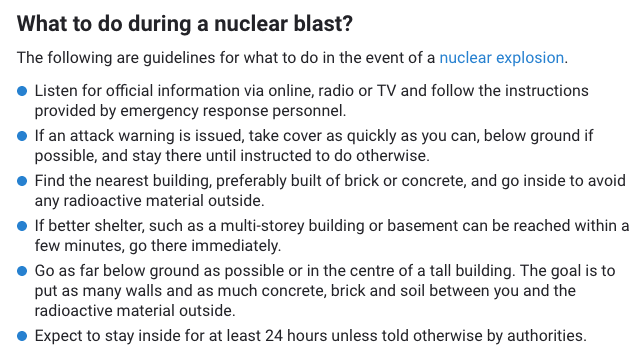 What to do during a nuclear blast?
The following are guidelines for what to do in the event of a nuclear explosion.
Listen for official information via online, radio or TV and follow the instructions
provided by emergency response personnel.
If an attack warning is issued, take cover as quickly as you can, below ground if
possible, and stay there until instructed to do otherwise.
Find the nearest building, preferably built of brick or concrete, and go inside to avoid
any radioactive material outside.
If better shelter, such as a multi-storey building or basement can be reached within a
few minutes, go there immediately.
Go as far below ground as possible or in the centre of a tall building. The goal is to
put as many walls and as much concrete, brick and soil between you and the
radioactive material outside.
Expect to stay inside for at least 24 hours unless told otherwise by authorities.